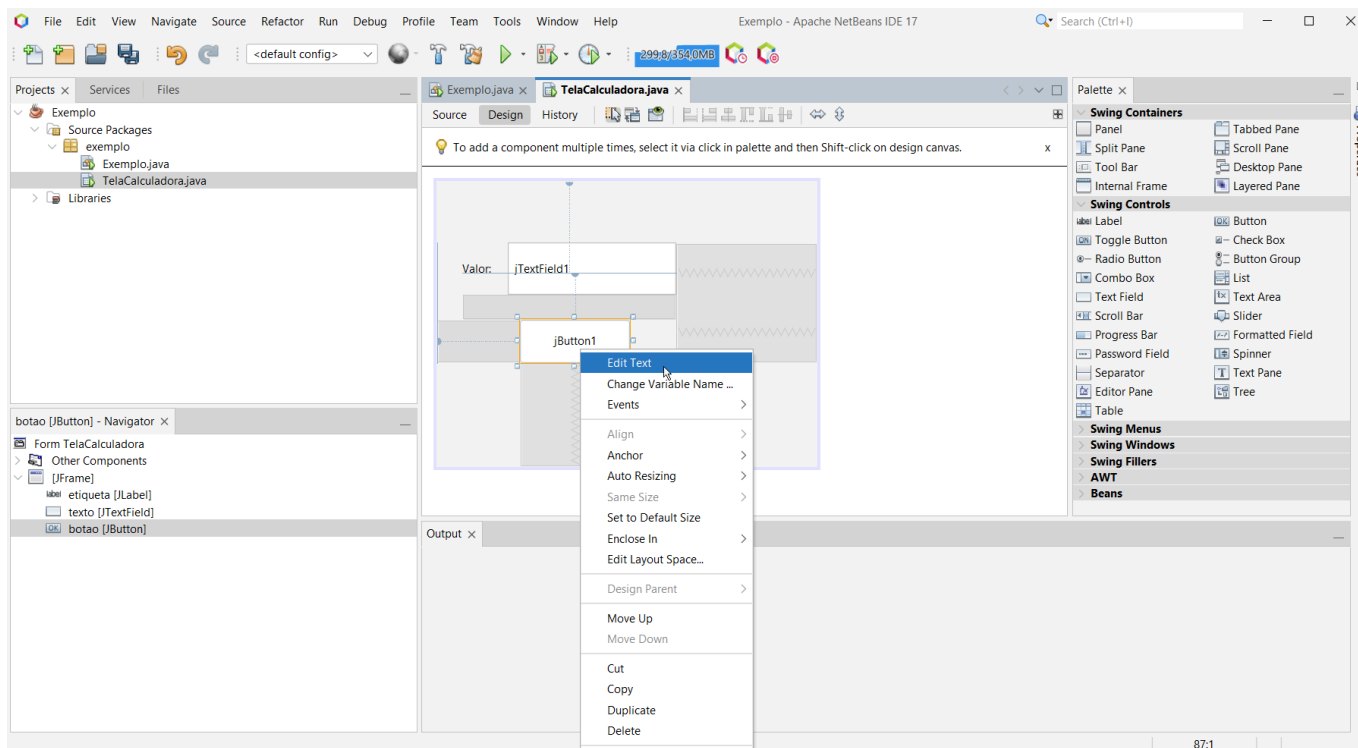 File Edit View Navigate Source Refactor Run Debug Profile Team Tools Window Help Exemplo - Apache NetBeans IDE 17 Search (Ctrl+I)
<default config> 299,8/354,0MB
Projects Services Files
Exemplo
Source Packages
exemplo
Exemplo.java
TelaCalculadora.java
Libraries
botao [JButton] - Navigator
Form TelaCalculadora
Other Components
[JFrame]
etiqueta [JLabel]
texto [JTextField]
botao [JButton]
Exemplo.java TelaCalculadora.java
Source Design History
To add a component multiple times, select it via click in palette and then Shift-click on design canvas. x
Valor: jTextField1
jButton1
Edit Text
Change Variable Name ...
Events
Align
Anchor
Auto Resizing
Same Size
Set to Default Size
Enclose In
Edit Layout Space...
Design Parent
Move Up
Move Down
Cut
Copy
Duplicate
Delete
Output
Palette
Swing Containers
Panel Tabbed Pane
Split Pane Scroll Pane
Tool Bar Desktop Pane
Internal Frame Layered Pane
Swing Controls
label Label OK Button
ON Toggle Button Check Box
Radio Button Button Group
Combo Box List
Text Field Text Area
Scroll Bar Slider
Progress Bar Formatted Field
Password Field Spinner
Separator Text Pane
Editor Pane Tree
Table
Swing Menus
Swing Windows
Swing Fillers
AWT
Beans
87:1